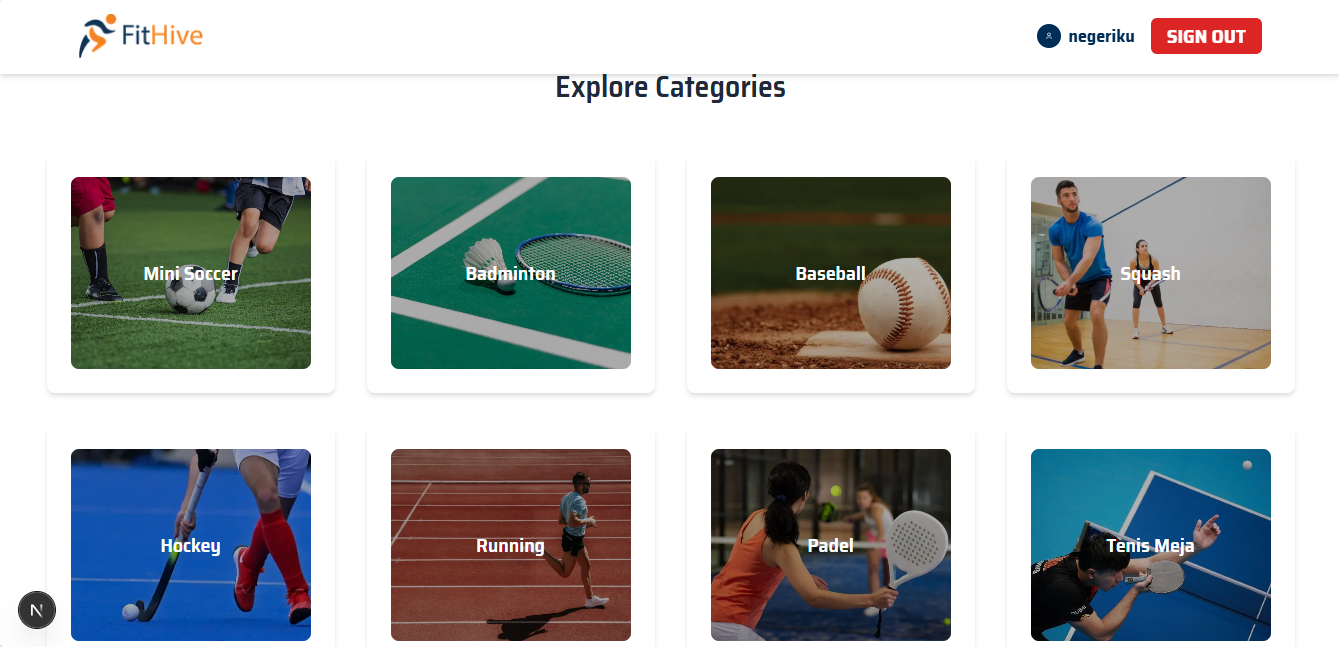 FitHive
negeriku
SIGN OUT
Explore Categories
Mini Soccer
Badminton
Baseball
Squash
Hockey
Running
Padel
Tenis Meja
N